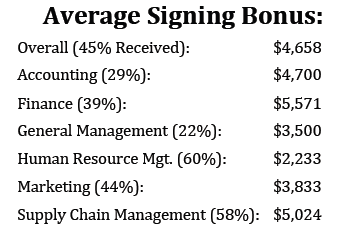 Average Signing Bonus:
Overall (45% Received): $4,658
Accounting (29%): $4,700
Finance (39%): $5,571
General Management (22%): $3,500
Human Resource Mgt. (60%): $2,233
Marketing (44%): $3,833
Supply Chain Management (58%): $5,024